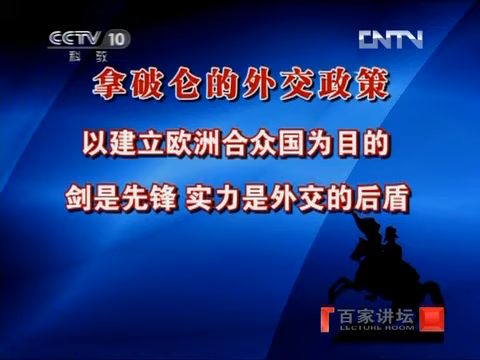 CCTV 10
科教
CNTV
拿破仑的外交政策
以建立欧洲合众国为目的
剑是先锋 实力是外交的后盾
百家讲坛
LECTURE ROOM